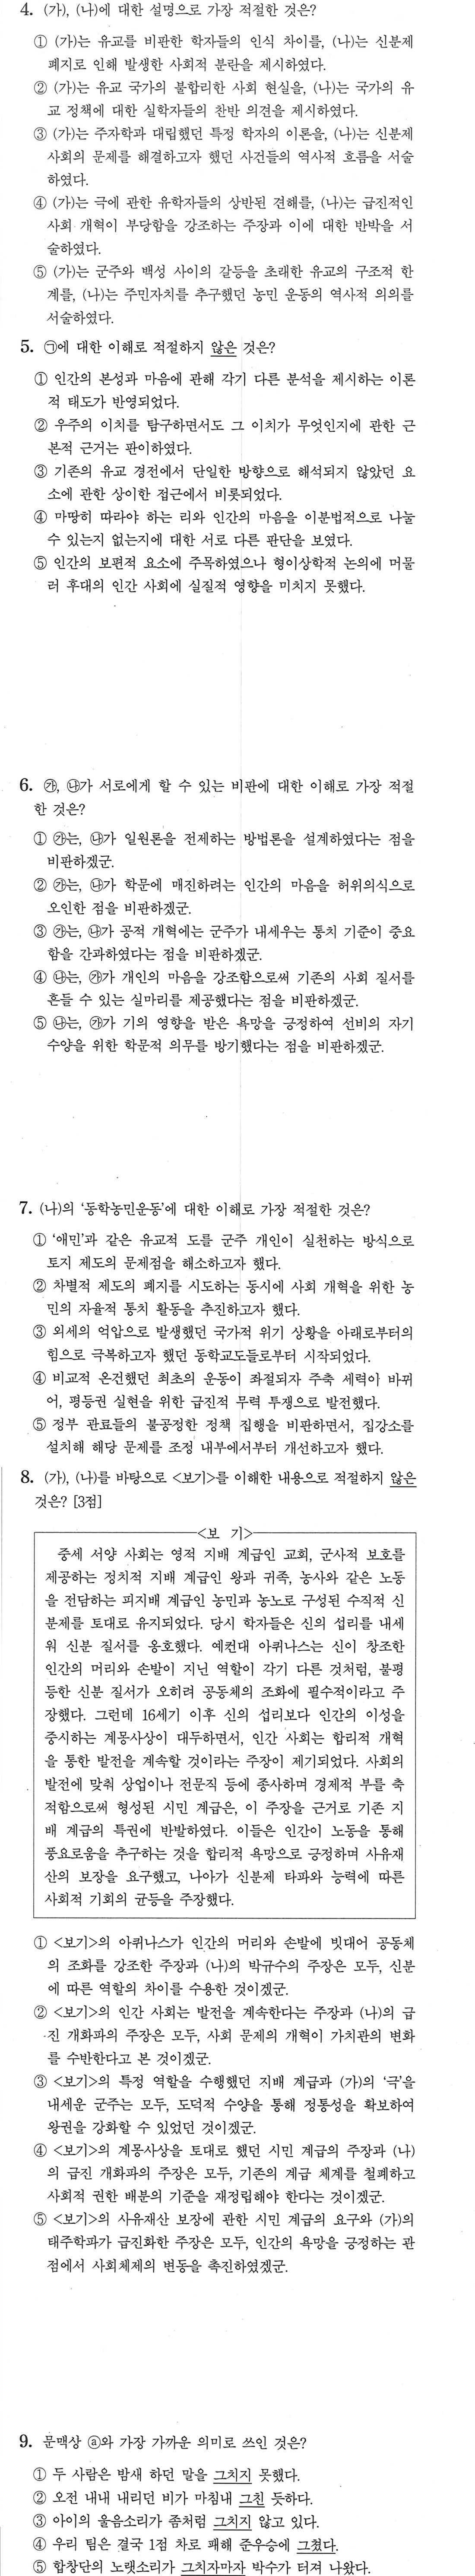 4. (가), (나)에 대한 설명으로 가장 적절한 것은?
① (가)는 유교를 비판한 학자들의 인식 차이를, (나)는 신분제
폐지로 인해 발생한 사회적 분란을 제시하였다.
② (가)는 유교 국가의 불합리한 사회 현실을, (나)는 국가의 유
교 정책에 대한 실학자들의 찬반 의견을 제시하였다.
③ (가)는 주자학과 대립했던 특정 학자의 이론을, (나)는 신분제
사회의 문제를 해결하고자 했던 사건들의 역사적 흐름을 서술
하였다.
④ (가)는 극에 관한 유학자들의 상반된 견해를, (나)는 급진적인
사회 개혁이 부당함을 강조하는 주장과 이에 대한 반박을 서
술하였다.
⑤ (가)는 군주와 백성 사이의 갈등을 초래한 유교의 구조적 한
계를, (나)는 주민자치를 추구했던 농민 운동의 역사적 의의를
서술하였다.
5. ㉠에 대한 이해로 적절하지 않은 것은?
① 인간의 본성과 마음에 관해 각기 다른 분석을 제시하는 이론
적 태도가 반영되었다.
② 우주의 이치를 탐구하면서도 그 이치가 무엇인지에 관한 근
본적 근거는 판이하였다.
③ 기존의 유교 경전에서 단일한 방향으로 해석되지 않았던 요
소에 관한 상이한 접근에서 비롯되었다.
④ 마땅히 따라야 하는 리와 인간의 마음을 이분법적으로 나눌
수 있는지 없는지에 대한 서로 다른 판단을 보였다.
⑤ 인간의 보편적 요소에 주목하였으나 형이상학적 논의에 머물
러 후대의 인간 사회에 실질적 영향을 미치지 못했다.
6. ㉮, ㉯가 서로에게 할 수 있는 비판에 대한 이해로 가장 적절
한 것은?
① ㉮는, ㉯가 일원론을 전제하는 방법론을 설계하였다는 점을
비판하겠군.
② ㉮는, ㉯가 학문에 매진하려는 인간의 마음을 허위의식으로
오인한 점을 비판하겠군.
③ ㉮는, ㉯가 공적 개혁에는 군주가 내세우는 통치 기준이 중요
함을 간과하였다는 점을 비판하겠군.
④ ㉯는, ㉮가 개인의 마음을 강조함으로써 기존의 사회 질서를
흔들 수 있는 실마리를 제공했다는 점을 비판하겠군.
⑤ ㉯는, ㉮가 기의 영향을 받은 욕망을 긍정하여 선비의 자기
수양을 위한 학문적 의무를 방기했다는 점을 비판하겠군.
7. (나)의 '동학농민운동'에 대한 이해로 가장 적절한 것은?
① '애민'과 같은 유교적 도를 군주 개인이 실천하는 방식으로
토지 제도의 문제점을 해소하고자 했다.
② 차별적 제도의 폐지를 시도하는 동시에 사회 개혁을 위한 농
민의 자율적 통치 활동을 추진하고자 했다.
③ 외세의 억압으로 발생했던 국가적 위기 상황을 아래로부터의
힘으로 극복하고자 했던 동학교도들로부터 시작되었다.
④ 비교적 온건했던 최초의 운동이 좌절되자 주축 세력이 바뀌
어, 평등권 실현을 위한 급진적 무력 투쟁으로 발전했다.
⑤ 정부 관료들의 불공정한 정책 집행을 비판하면서, 집강소를
설치해 해당 문제를 조정 내부에서부터 개선하고자 했다.
8. (가), (나)를 바탕으로 <보기>를 이해한 내용으로 적절하지 않은
것은? [3점]
<보 기>
중세 서양 사회는 영적 지배 계급인 교회, 군사적 보호를
제공하는 정치적 지배 계급인 왕과 귀족, 농사와 같은 노동
을 전담하는 피지배 계급인 농민과 농노로 구성된 수직적 신
분제를 토대로 유지되었다. 당시 학자들은 신의 섭리를 내세
워 신분 질서를 옹호했다. 예컨대 아퀴나스는 신이 창조한
인간의 머리와 손발이 지닌 역할이 각기 다른 것처럼, 불평
등한 신분 질서가 오히려 공동체의 조화에 필수적이라고 주
장했다. 그런데 16세기 이후 신의 섭리보다 인간의 이성을
중시하는 계몽사상이 대두하면서, 인간 사회는 합리적 개혁
을 통한 발전을 계속할 것이라는 주장이 제기되었다. 사회의
발전에 맞춰 상업이나 전문직 등에 종사하며 경제적 부를 축
적함으로써 형성된 시민 계급은, 이 주장을 근거로 기존 지
배 계급의 특권에 반발하였다. 이들은 인간이 노동을 통해
풍요로움을 추구하는 것을 합리적 욕망으로 긍정하며 사유재
산의 보장을 요구했고, 나아가 신분제 타파와 능력에 따른
사회적 기회의 균등을 주장했다.
① <보기>의 아퀴나스가 인간의 머리와 손발에 빗대어 공동체
의 조화를 강조한 주장과 (나)의 박규수의 주장은 모두, 신분
에 따른 역할의 차이를 수용한 것이겠군.
② <보기>의 인간 사회는 발전을 계속한다는 주장과 (나)의 급
진 개화파의 주장은 모두, 사회 문제의 개혁이 가치관의 변화
를 수반한다고 본 것이겠군.
③ <보기>의 특정 역할을 수행했던 지배 계급과 (가)의 '극'을
내세운 군주는 모두, 도덕적 수양을 통해 정통성을 확보하여
왕권을 강화할 수 있었던 것이겠군.
④ <보기>의 계몽사상을 토대로 했던 시민 계급의 주장과 (나)
의 급진 개화파의 주장은 모두, 기존의 계급 체계를 철폐하고
사회적 권한 배분의 기준을 재정립해야 한다는 것이겠군.
⑤ <보기>의 사유재산 보장에 관한 시민 계급의 요구와 (가)의
태주학파가 급진화한 주장은 모두, 인간의 욕망을 긍정하는 관
점에서 사회체제의 변동을 촉진하였겠군.
9. 문맥상 ⓐ와 가장 가까운 의미로 쓰인 것은?
① 두 사람은 밤새 하던 말을 그치지 못했다.
② 오전 내내 내리던 비가 마침내 그친 듯하다.
③ 아이의 울음소리가 좀처럼 그치지 않고 있다.
④ 우리 팀은 결국 1점 차로 패해 준우승에 그쳤다.
⑤ 합창단의 노랫소리가 그치자마자 박수가 터져 나왔다.